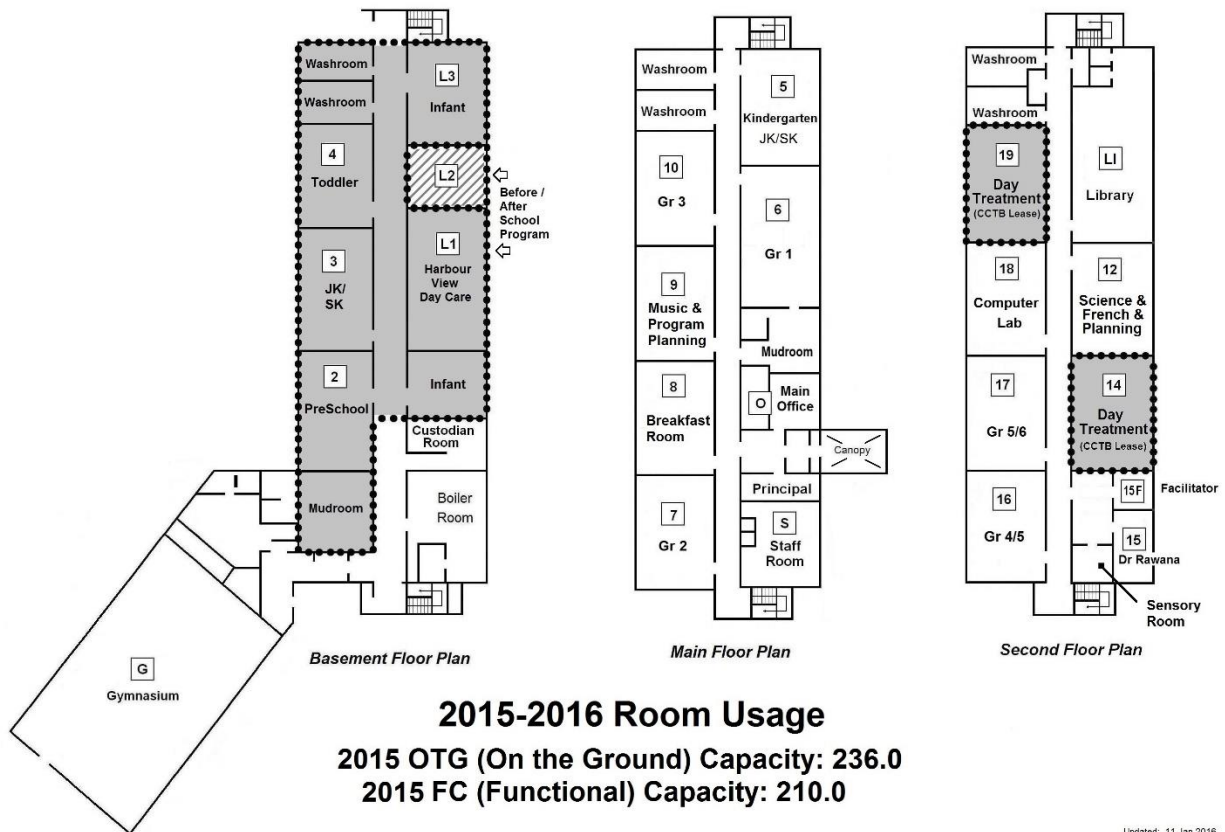 Washroom
Washroom
L3
Infant
4
Toddler
L2
Before /
After
School
Program
3
JK/
SK
L1
Harbour
View
Day Care
2
PreSchool
Infant
Custodian
Room
Mudroom
Boiler
Room
G
Gymnasium
Basement Floor Plan
Washroom
Washroom
5
Kindergarten
JK/SK
10
Gr 3
6
Gr 1
9
Music &
Program
Planning
Mudroom
8
Breakfast
Room
O
Main
Office
Canopy
Principal
7
Gr 2
S
Staff
Room
Main Floor Plan
Washroom
Washroom
19
Day
Treatment
(CCTB Lease)
LI
Library
18
Computer
Lab
12
Science &
French &
Planning
17
Gr 5/6
14
Day
Treatment
(CCTB Lease)
16
Gr 4/5
15F
Facilitator
15
Dr Rawana
Sensory
Room
Second Floor Plan
2015-2016 Room Usage
2015 OTG (On the Ground) Capacity: 236.0
2015 FC (Functional) Capacity: 210.0
Updated: 11 Jan 2016